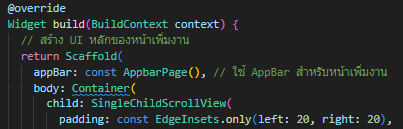 @override
Widget build(BuildContext context) {
// สร้าง UI หลักของหน้าเพิ่มงาน
return Scaffold(
appBar: const AppbarPage(), // ใช้ AppBar สำหรับหน้าเพิ่มงาน
body: Container(
child: SingleChildScrollView(
padding: const EdgeInsets.only(left: 20, right: 20),